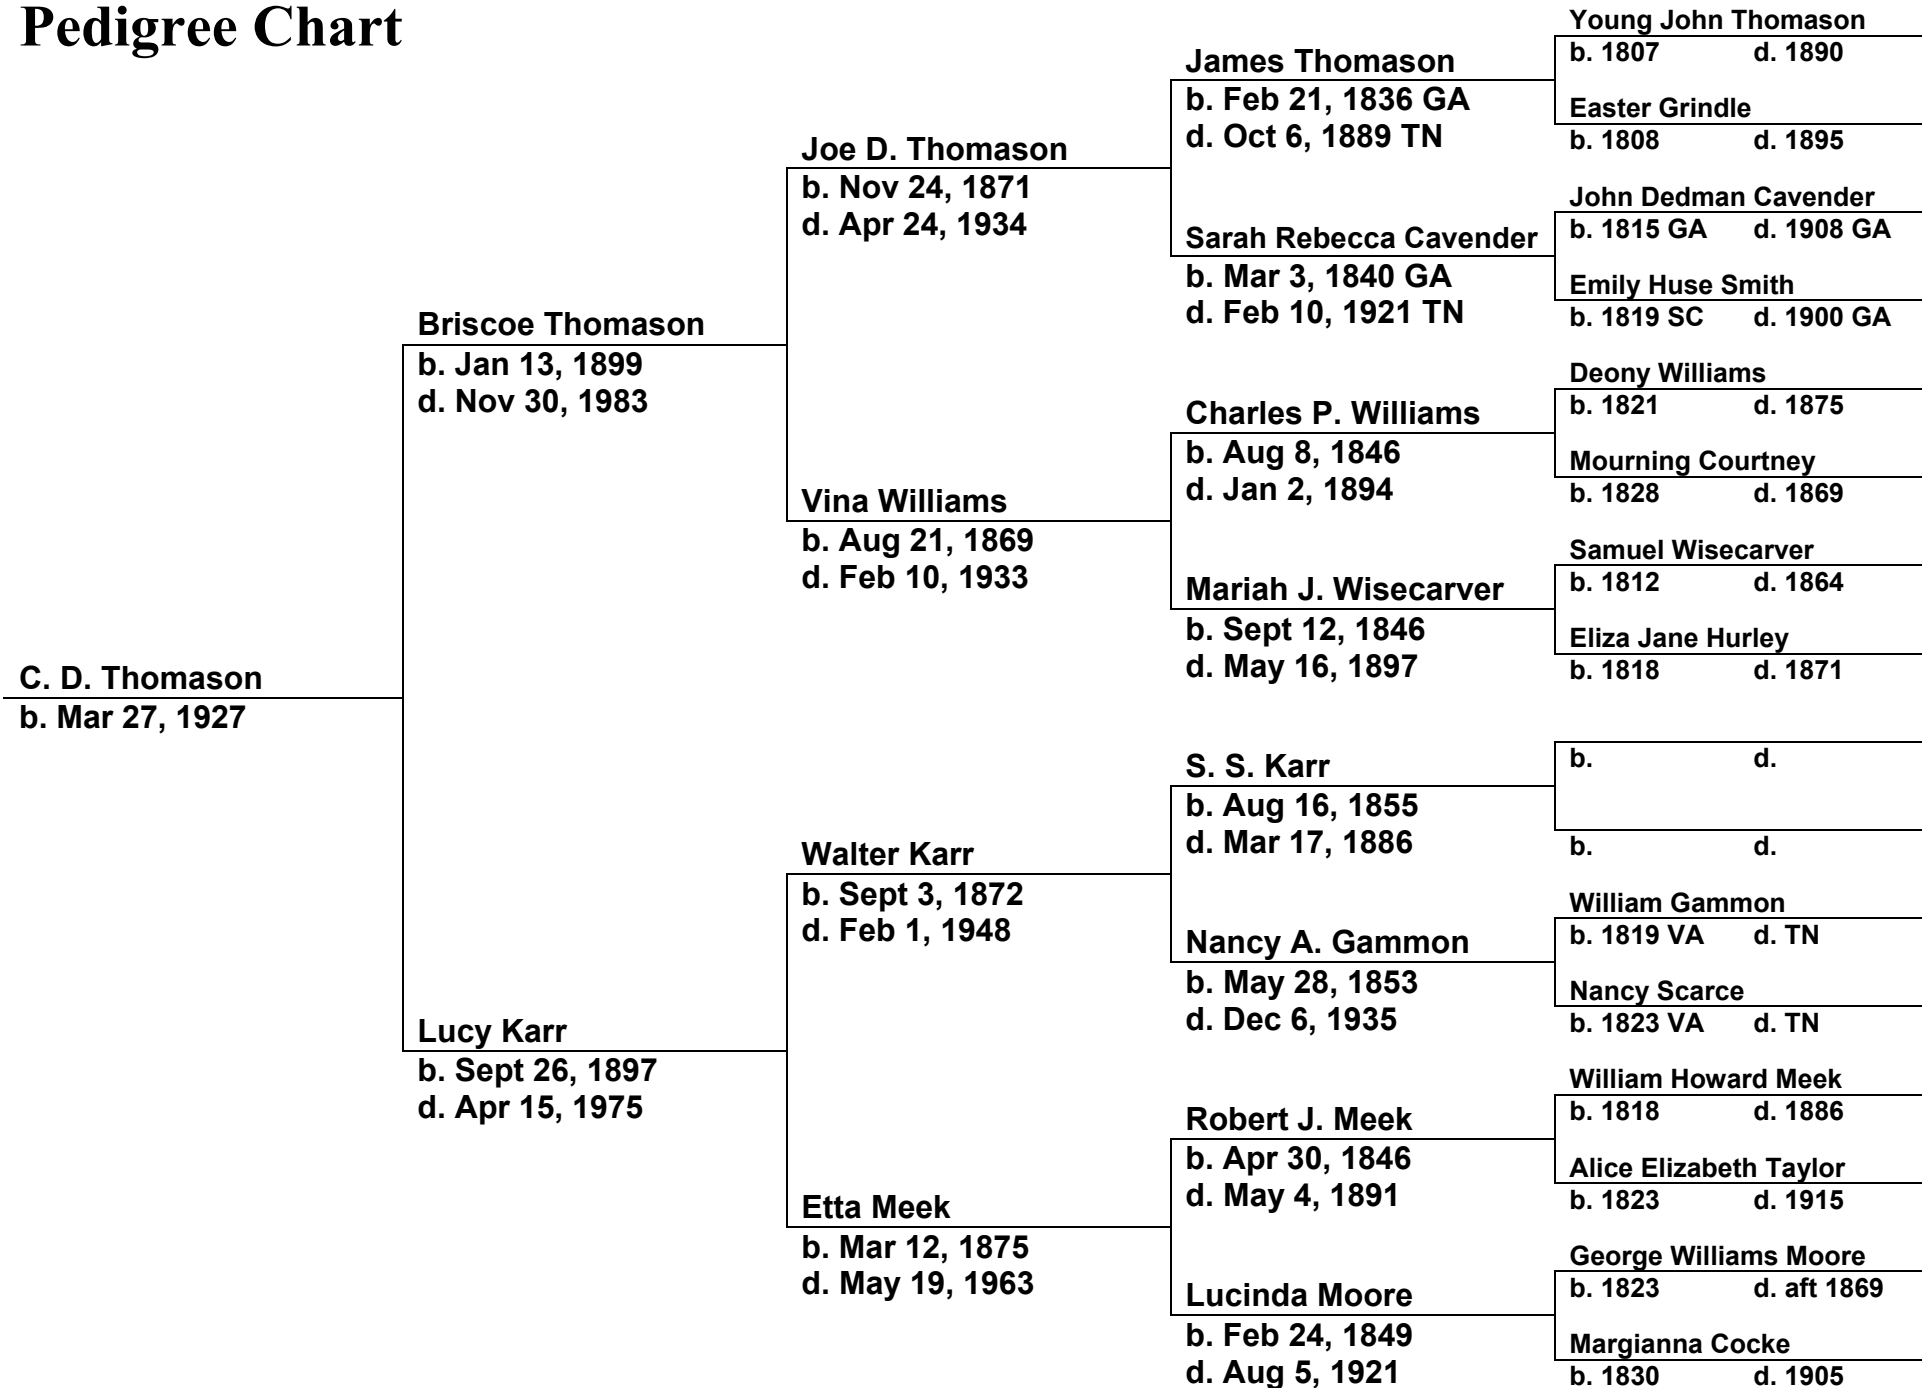 Pedigree Chart
C. D. Thomason
b. Mar 27, 1927
Briscoe Thomason
b. Jan 13, 1899
d. Nov 30, 1983
Lucy Karr
b. Sept 26, 1897
d. Apr 15, 1975
Joe D. Thomason
b. Nov 24, 1871
d. Apr 24, 1934
Vina Williams
b. Aug 21, 1869
d. Feb 10, 1933
Walter Karr
b. Sept 3, 1872
d. Feb 1, 1948
Etta Meek
b. Mar 12, 1875
d. May 19, 1963
James Thomason
b. Feb 21, 1836 GA
d. Oct 6, 1889 TN
Sarah Rebecca Cavender
b. Mar 3, 1840 GA
d. Feb 10, 1921 TN
Charles P. Williams
b. Aug 8, 1846
d. Jan 2, 1894
Mariah J. Wisecarver
b. Sept 12, 1846
d. May 16, 1897
S. S. Karr
b. Aug 16, 1855
d. Mar 17, 1886
Nancy A. Gammon
b. May 28, 1853
d. Dec 6, 1935
Robert J. Meek
b. Apr 30, 1846
d. May 4, 1891
Lucinda Moore
b. Feb 24, 1849
d. Aug 5, 1921
Young John Thomason
b. 1807 d. 1890
Easter Grindle
b. 1808 d. 1895
John Dedman Cavender
b. 1815 GA d. 1908 GA
Emily Huse Smith
b. 1819 SC d. 1900 GA
Deony Williams
b. 1821 d. 1875
Mourning Courtney
b. 1828 d. 1869
Samuel Wisecarver
b. 1812 d. 1864
Eliza Jane Hurley
b. 1818 d. 1871
b. d.
b. d.
William Gammon
b. 1819 VA d. TN
Nancy Scarce
b. 1823 VA d. TN
William Howard Meek
b. 1818 d. 1886
Alice Elizabeth Taylor
b. 1823 d. 1915
George Williams Moore
b. 1823 d. aft 1869
Margianna Cocke
b. 1830 d. 1905